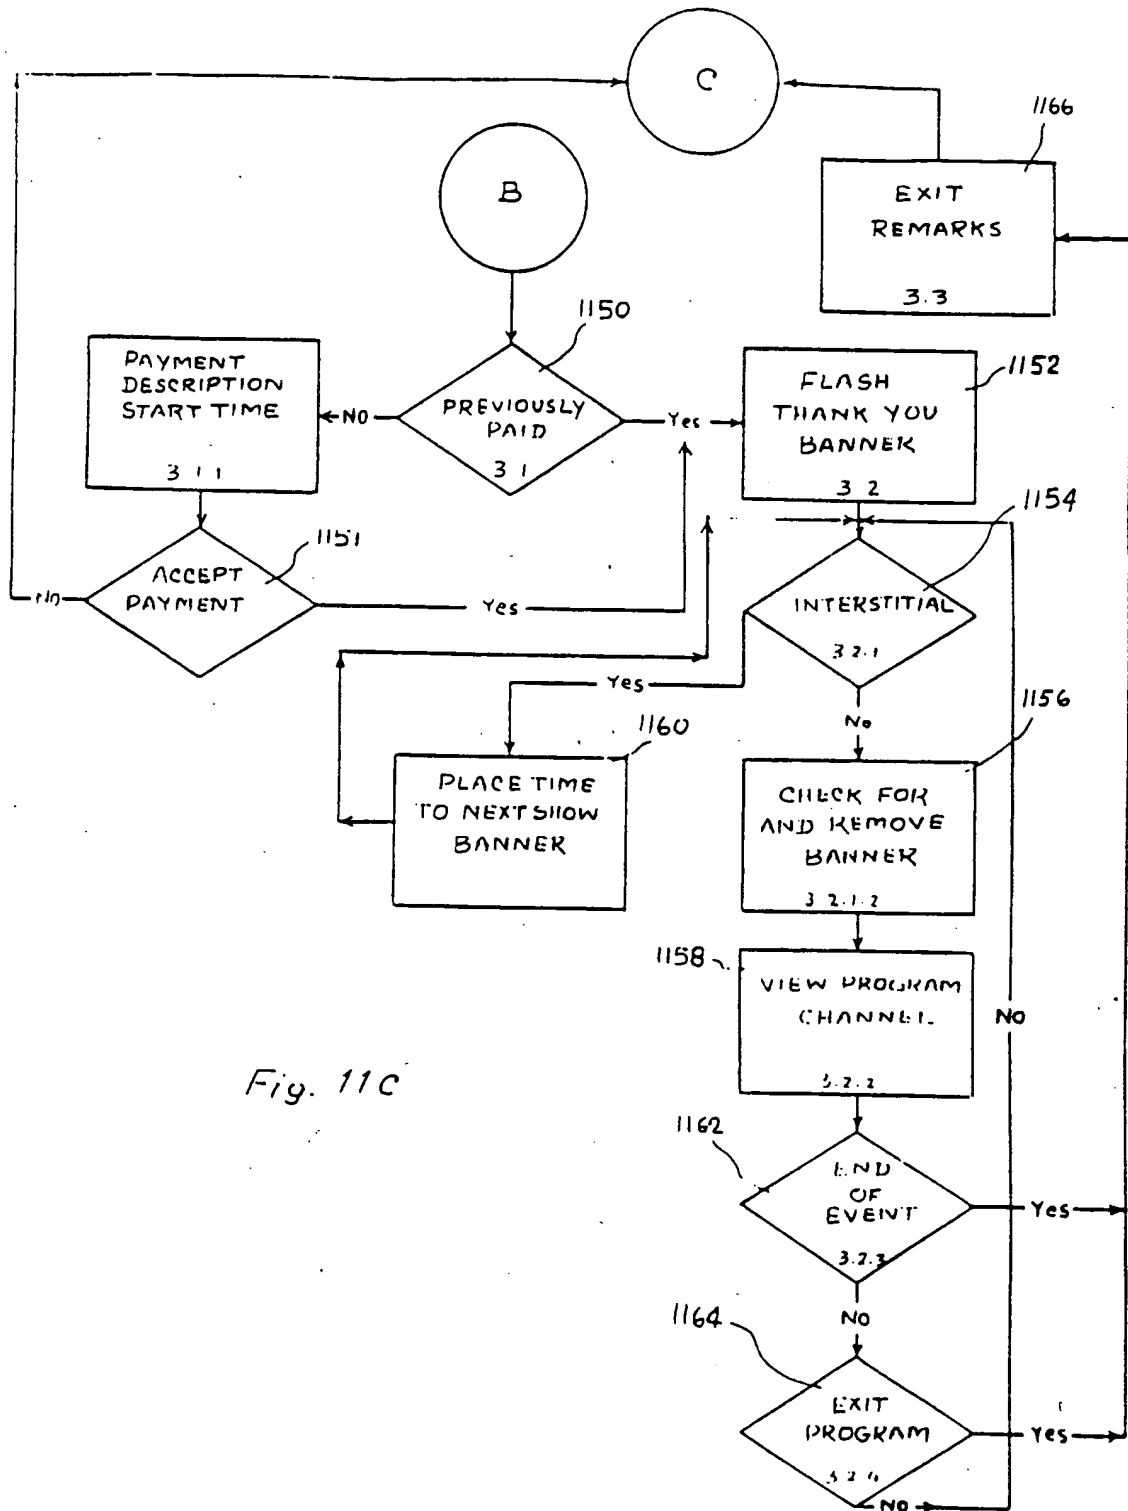 C
1166
EXIT
REMARKS
3.3
B
1150
PREVIOUSLY
PAID
3 1
NO
Yes
PAYMENT
DESCRIPTION
START TIME
3 1 1
1152
FLASH
THANK YOU
BANNER
3 2
1151
ACCEPT
PAYMENT
No
Yes
1154
INTERSTITIAL
3 2 1
Yes
No
1160
PLACE TIME
TO NEXT SHOW
BANNER
1156
CHECK FOR
AND REMOVE
BANNER
3 2.1.2
1158
VIEW PROGRAM
CHANNEL
3.2.2
NO
Fig. 11C
1162
END
OF
EVENT
3.2.3
Yes
NO
1164
EXIT
PROGRAM
3.2.4
Yes
NO